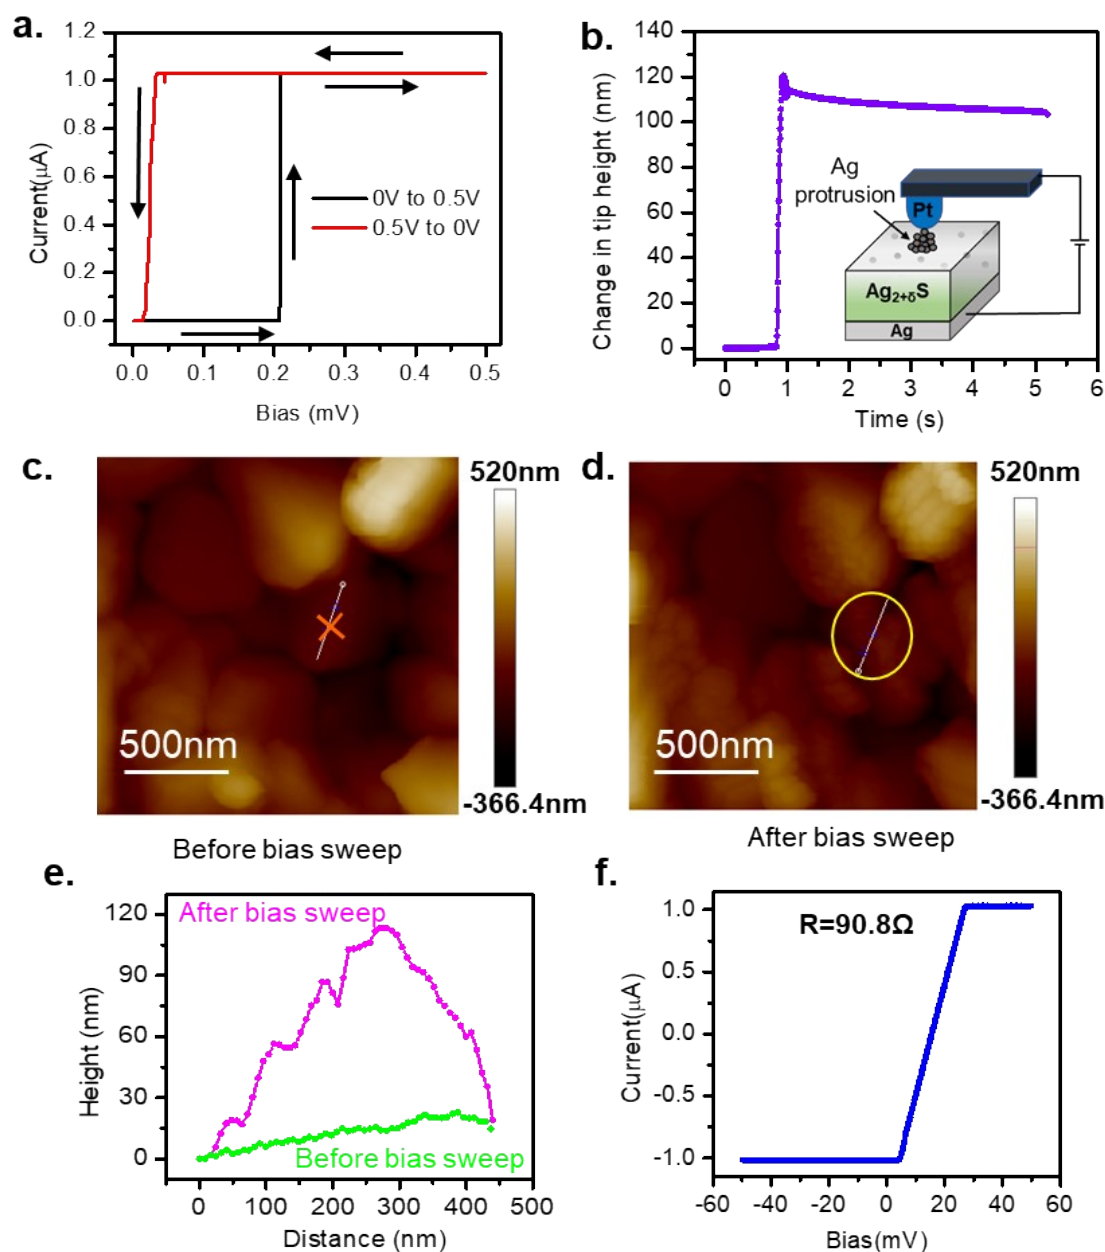 a.
1.2
1.0
0.8
0.6
0.4
0.2
0.0
Current(μA)
0V to 0.5V
0.5V to 0V
0.0 0.1 0.2 0.3 0.4 0.5
Bias (mV)
b.
140
120
100
80
60
40
20
0
Change in tip height (nm)
Ag
protrusion
Pt
Ag2+δS
Ag
0 1 2 3 4 5 6
Time (s)
c.
520nm
500nm
-366.4nm
Before bias sweep
d.
520nm
500nm
-366.4nm
After bias sweep
e.
120
90
60
30
0
Height (nm)
After bias sweep
Before bias sweep
0 100 200 300 400 500
Distance (nm)
f.
1.0
0.5
0.0
-0.5
-1.0
Current(μA)
R=90.8Ω
-60 -40 -20 0 20 40 60
Bias(mV)